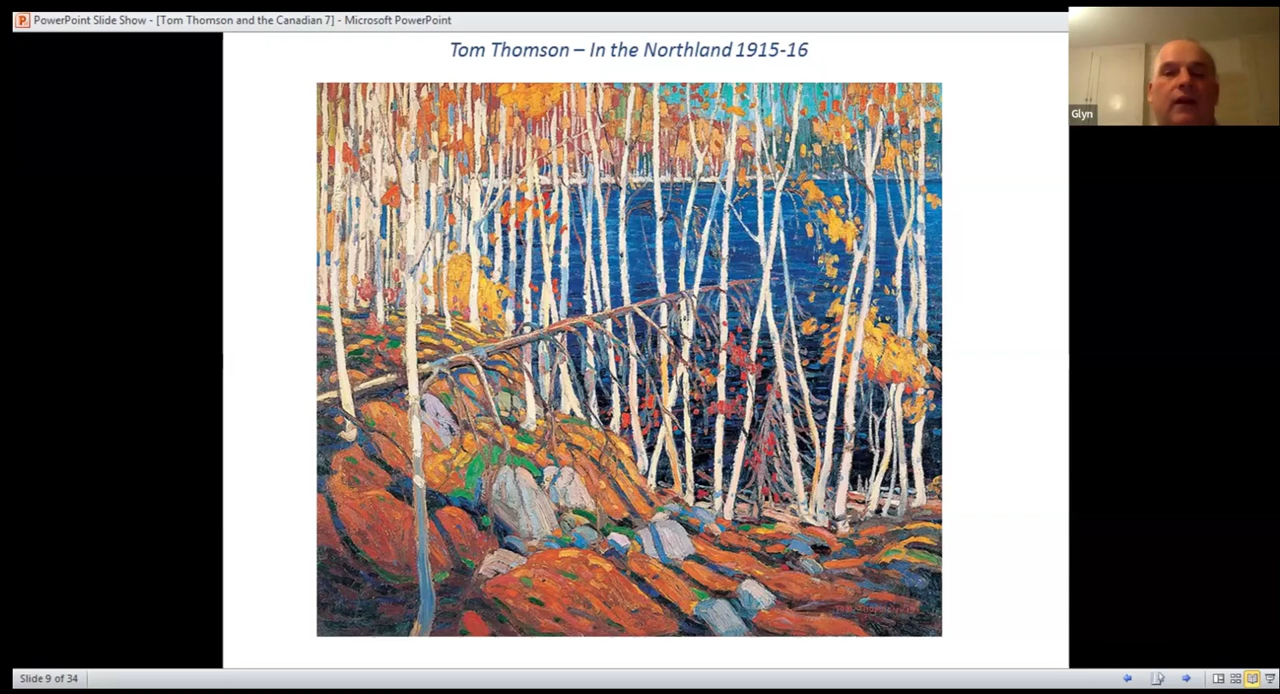 PowerPoint Slide Show - [Tom Thomson and the Canadian 7] - Microsoft PowerPoint
Tom Thomson – In the Northland 1915-16
Glyn
Slide 9 of 34